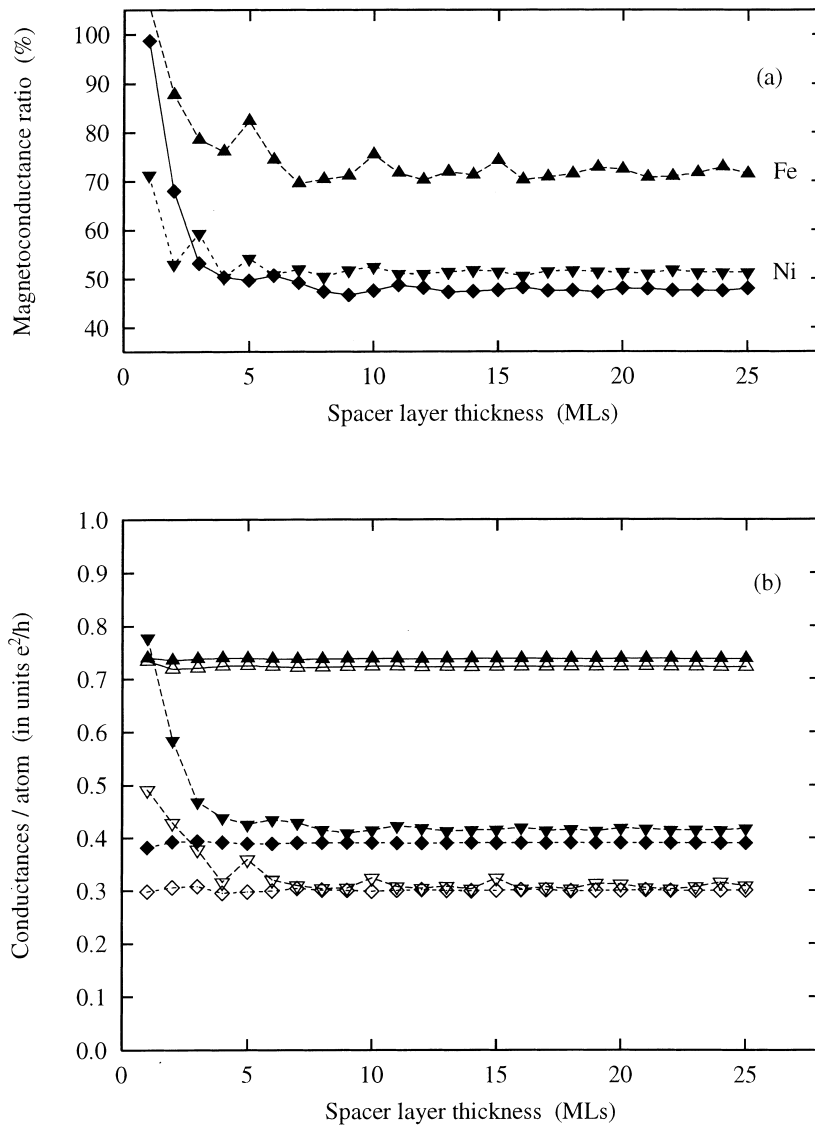 100
90
80
70
60
50
40
Magnetoconductance ratio (%)
(a)
Fe
Ni
0 5 10 15 20 25
Spacer layer thickness (MLs)
1.0
0.9
0.8
0.7
0.6
0.5
0.4
0.3
0.2
0.1
0.0
Conductances / atom (in units e²/h)
(b)
0 5 10 15 20 25
Spacer layer thickness (MLs)